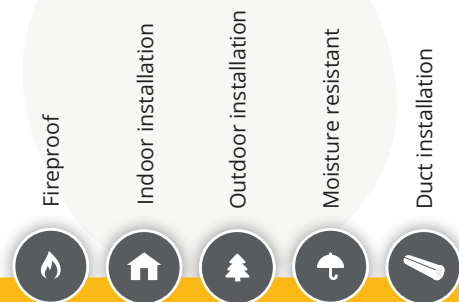 Fireproof
Indoor installation
Outdoor installation
Moisture resistant
Duct installation